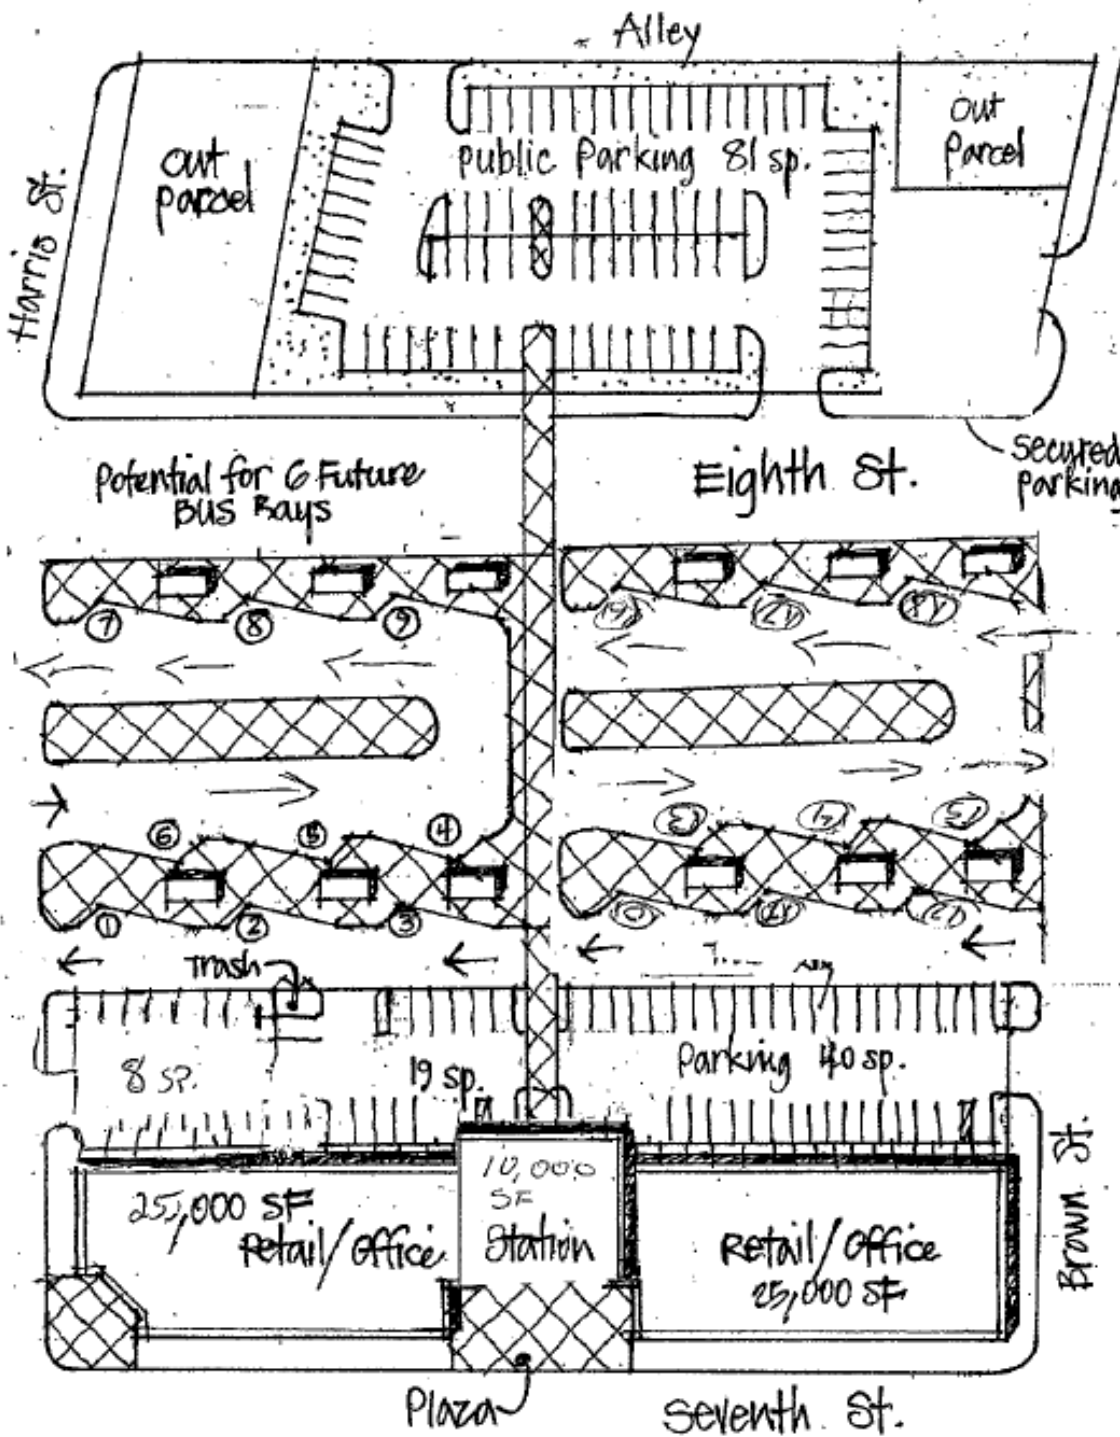 Alley
Out
Parcel
Out
Parcel
Public Parking 81 sp.
Harris St.
Potential for 6 Future
Bus Bays
Eighth St.
Secured
Parking
7
8
9
6
5
4
1
2
3
Trash
8 SP.
19 sp.
Parking 40 sp.
25,000 SF
Retail/Office
10,000
SF
Station
Retail/Office
25,000 SF
Brown St.
Plaza
Seventh St.